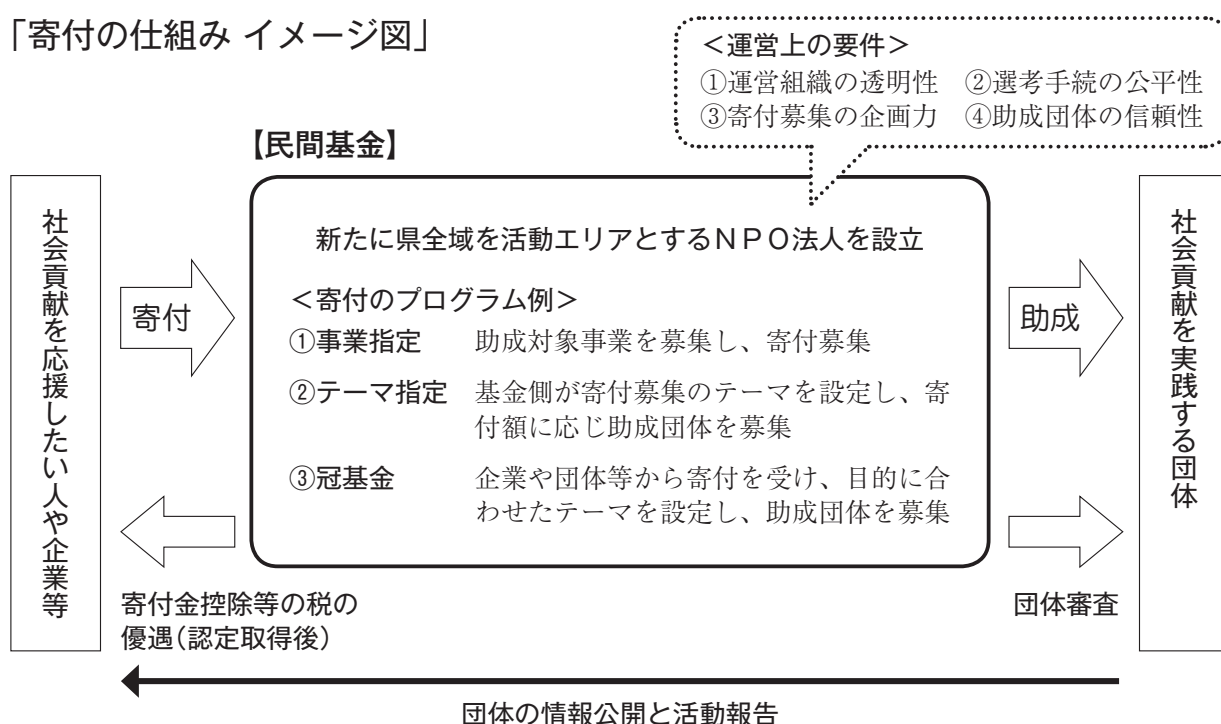 「寄付の仕組み イメージ図」
＜運営上の要件＞
①運営組織の透明性 ②選考手続の公平性
③寄付募集の企画力 ④助成団体の信頼性
【民間基金】
社会貢献を応援したい人や企業等
寄付
新たに県全域を活動エリアとするNPO法人を設立
＜寄付のプログラム例＞
①事業指定 助成対象事業を募集し、寄付募集
②テーマ指定 基金側が寄付募集のテーマを設定し、寄
付額に応じ助成団体を募集
③冠基金 企業や団体等から寄付を受け、目的に合
わせたテーマを設定し、助成団体を募集
助成
社会貢献を実践する団体
寄付金控除等の税の
優遇(認定取得後)
団体審査
団体の情報公開と活動報告